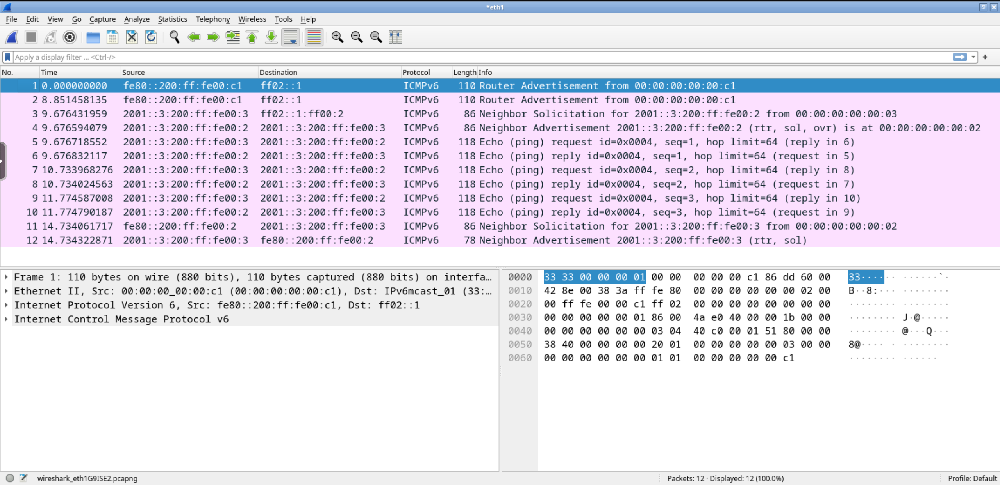 *eth1
File Edit View Go Capture Analyze Statistics Telephony Wireless Tools Help
Apply a display filter ... <Ctrl-/>
No. Time Source Destination Protocol Length Info
1 0.000000000 fe80::200:ff:fe00:c1 ff02::1 ICMPv6 110 Router Advertisement from 00:00:00:00:00:c1
2 8.851458135 fe80::200:ff:fe00:c1 ff02::1 ICMPv6 110 Router Advertisement from 00:00:00:00:00:c1
3 9.676431959 2001::3:200:ff:fe00:3 ff02::1:ff00:2 ICMPv6 86 Neighbor Solicitation for 2001::3:200:ff:fe00:2 from 00:00:00:00:00:03
4 9.676594079 2001::3:200:ff:fe00:2 2001::3:200:ff:fe00:3 ICMPv6 86 Neighbor Advertisement 2001::3:200:ff:fe00:2 (rtr, sol, ovr) is at 00:00:00:00:00:02
5 9.676718552 2001::3:200:ff:fe00:3 2001::3:200:ff:fe00:2 ICMPv6 118 Echo (ping) request id=0x0004, seq=1, hop limit=64 (reply in 6)
6 9.676832117 2001::3:200:ff:fe00:2 2001::3:200:ff:fe00:3 ICMPv6 118 Echo (ping) reply id=0x0004, seq=1, hop limit=64 (request in 5)
7 10.733968276 2001::3:200:ff:fe00:3 2001::3:200:ff:fe00:2 ICMPv6 118 Echo (ping) request id=0x0004, seq=2, hop limit=64 (reply in 8)
8 10.734024563 2001::3:200:ff:fe00:2 2001::3:200:ff:fe00:3 ICMPv6 118 Echo (ping) reply id=0x0004, seq=2, hop limit=64 (request in 7)
9 11.774587008 2001::3:200:ff:fe00:3 2001::3:200:ff:fe00:2 ICMPv6 118 Echo (ping) request id=0x0004, seq=3, hop limit=64 (reply in 10)
10 11.774790187 2001::3:200:ff:fe00:2 2001::3:200:ff:fe00:3 ICMPv6 118 Echo (ping) reply id=0x0004, seq=3, hop limit=64 (request in 9)
11 14.734061717 fe80::200:ff:fe00:2 2001::3:200:ff:fe00:3 ICMPv6 86 Neighbor Solicitation for 2001::3:200:ff:fe00:3 from 00:00:00:00:00:02
12 14.734322871 2001::3:200:ff:fe00:3 fe80::200:ff:fe00:2 ICMPv6 78 Neighbor Advertisement 2001::3:200:ff:fe00:3 (rtr, sol)
Frame 1: 110 bytes on wire (880 bits), 110 bytes captured (880 bits) on interfa…
Ethernet II, Src: 00:00:00_00:00:c1 (00:00:00:00:00:c1), Dst: IPv6mcast_01 (33:…
Internet Protocol Version 6, Src: fe80::200:ff:fe00:c1, Dst: ff02::1
Internet Control Message Protocol v6
0000 33 33 00 00 00 01 00 00 00 00 00 c1 86 dd 60 00 33···· ·· ······`·
0010 42 8e 00 38 3a ff fe 80 00 00 00 00 00 00 02 00 B··8:··· ········
0020 00 ff fe 00 00 c1 ff 02 00 00 00 00 00 00 00 00 ········ ········
0030 00 00 00 00 00 01 86 00 4a e0 40 00 00 1b 00 00 ········ J·@·····
0040 00 00 00 00 00 00 03 04 40 c0 00 01 51 80 00 00 ········ @···Q···
0050 38 40 00 00 00 00 20 01 00 00 00 00 00 03 00 00 8@···· · ········
0060 00 00 00 00 00 00 01 01 00 00 00 00 00 c1 ········ ······
wireshark_eth1G9ISE2.pcapng
Packets: 12 · Displayed: 12 (100.0%)
Profile: Default